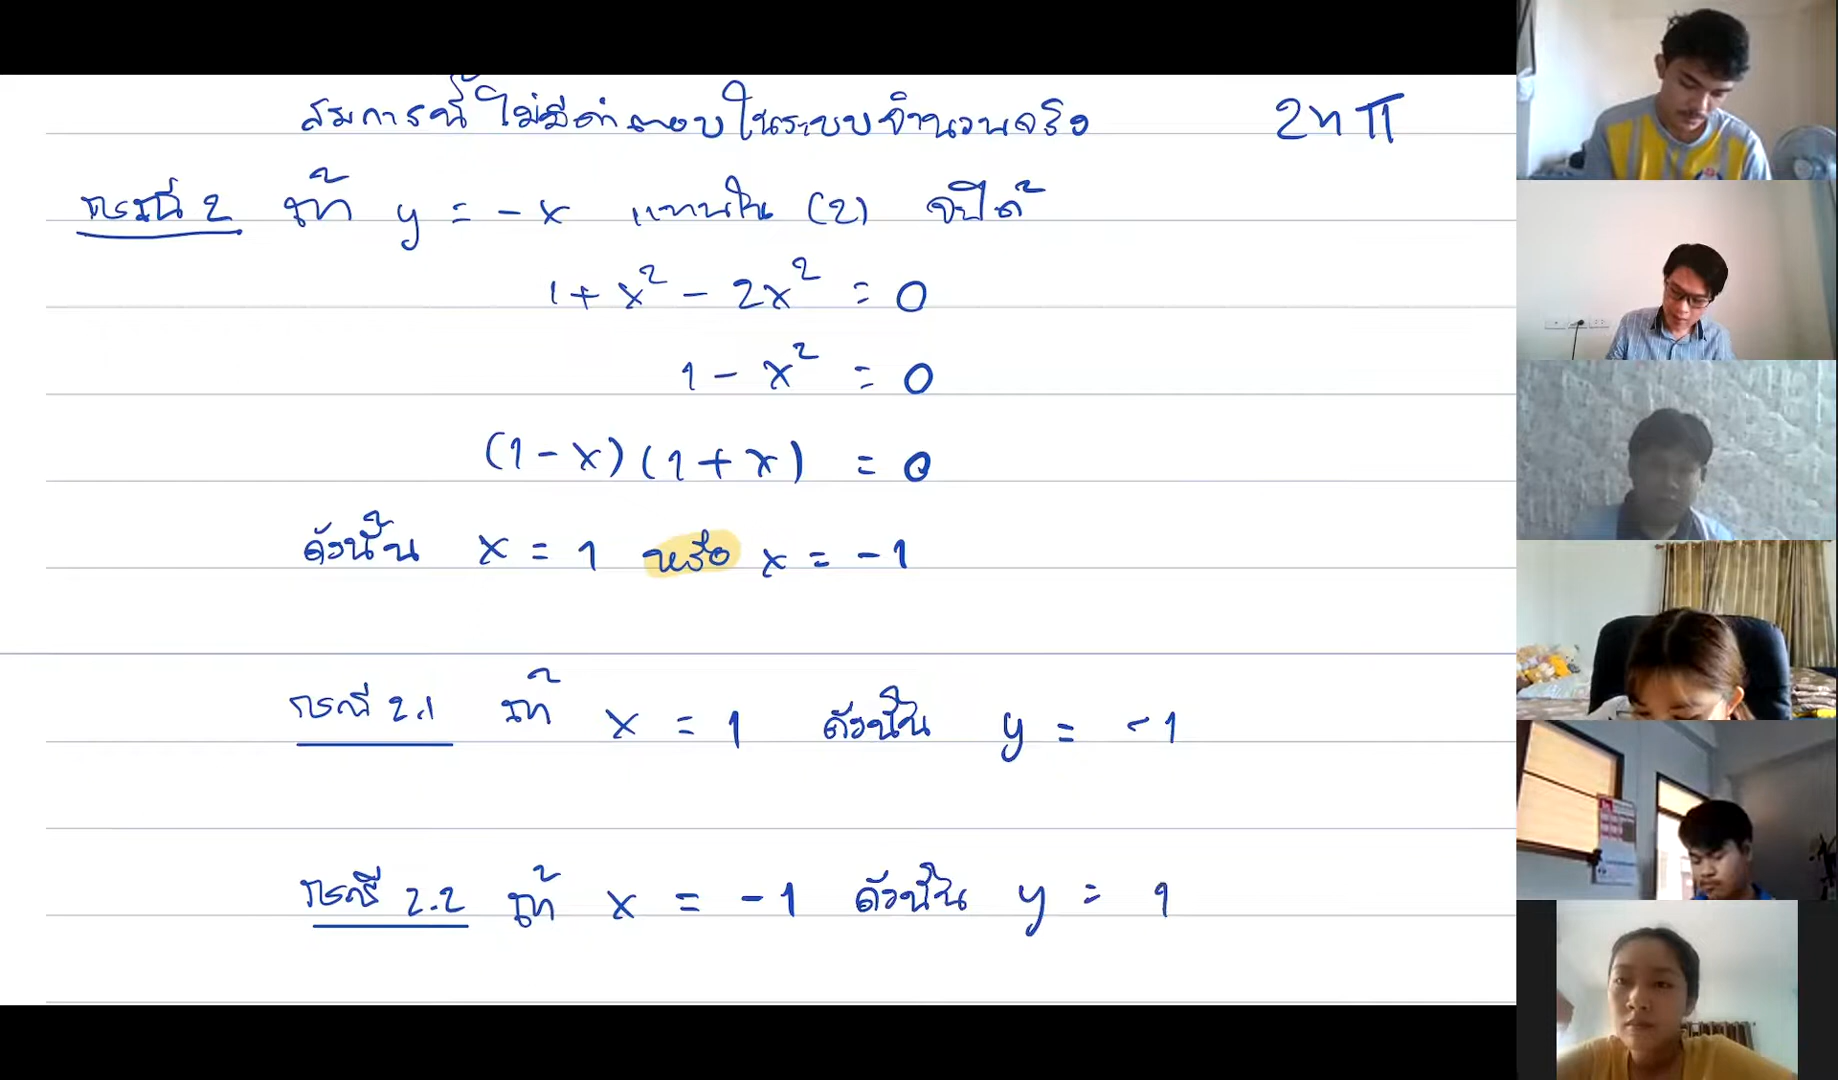 สมการนี้ไม่มีคำตอบในระบบจำนวนจริง 2nπ
กรณีที่ 2 ถ้า y = -x แทนใน (2) จะได้
1 + x² - 2x² = 0
1 - x² = 0
(1 - x)(1 + x) = 0
ดังนั้น x = 1 หรือ x = -1
กรณี 2.1 ถ้า x = 1 ดังนั้น y = -1
กรณี 2.2 ถ้า x = -1 ดังนั้น y = 1